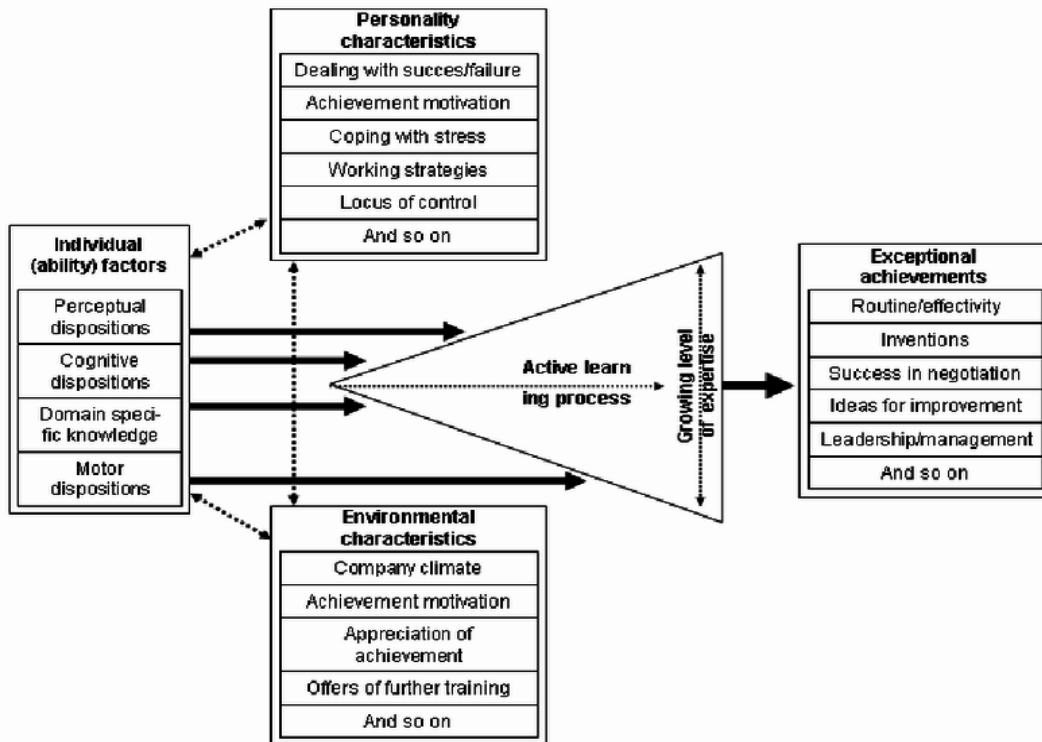 Personality
characteristics
Dealing with succes/failure
Achievement motivation
Coping with stress
Working strategies
Locus of control
And so on
Individual
(ability) factors
Perceptual
dispositions
Cognitive
dispositions
Domain speci-
fic knowledge
Motor
dispositions
Active learn
ing process
Growing level
or expertise
Exceptional
achievements
Routine/effectivity
Inventions
Success in negotiation
Ideas for improvement
Leadership/management
And so on
Environmental
characteristics
Company climate
Achievement motivation
Appreciation of
achievement
Offers of further training
And so on